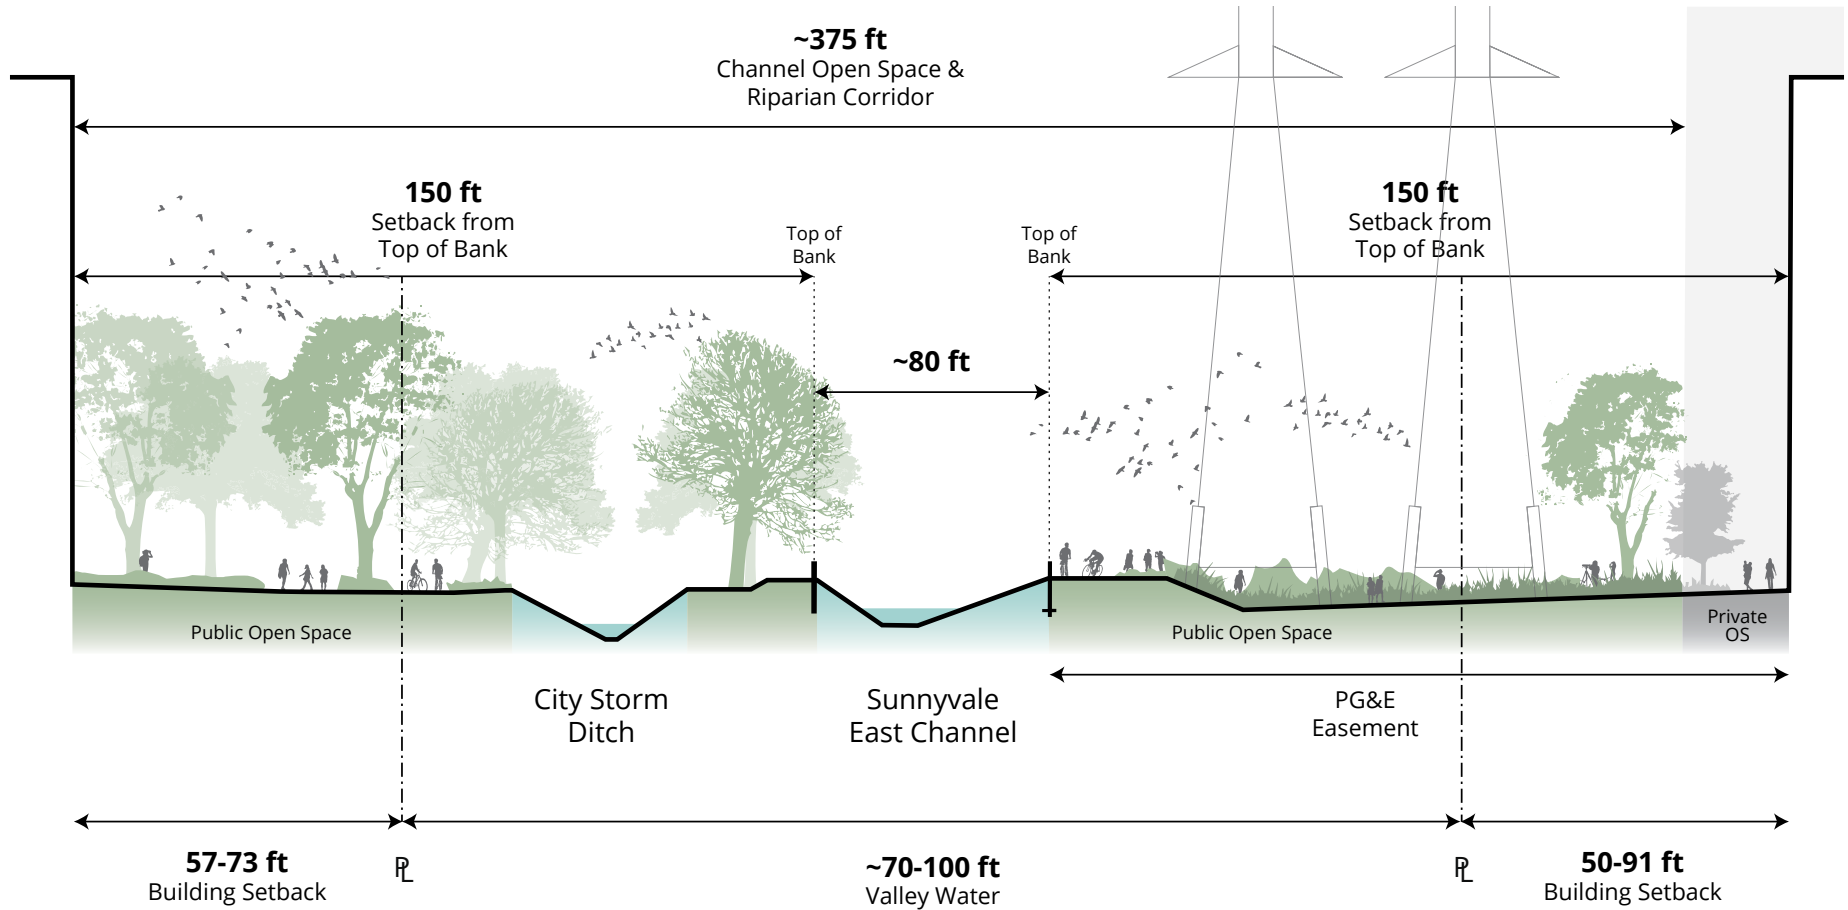 ~375 ft
Channel Open Space &
Riparian Corridor
150 ft
Setback from
Top of Bank
Top of
Bank
Top of
Bank
150 ft
Setback from
Top of Bank
~80 ft
Public Open Space
Public Open Space
Private
OS
City Storm
Ditch
Sunnyvale
East Channel
PG&E
Easement
57-73 ft
Building Setback
PL
~70-100 ft
Valley Water
PL
50-91 ft
Building Setback